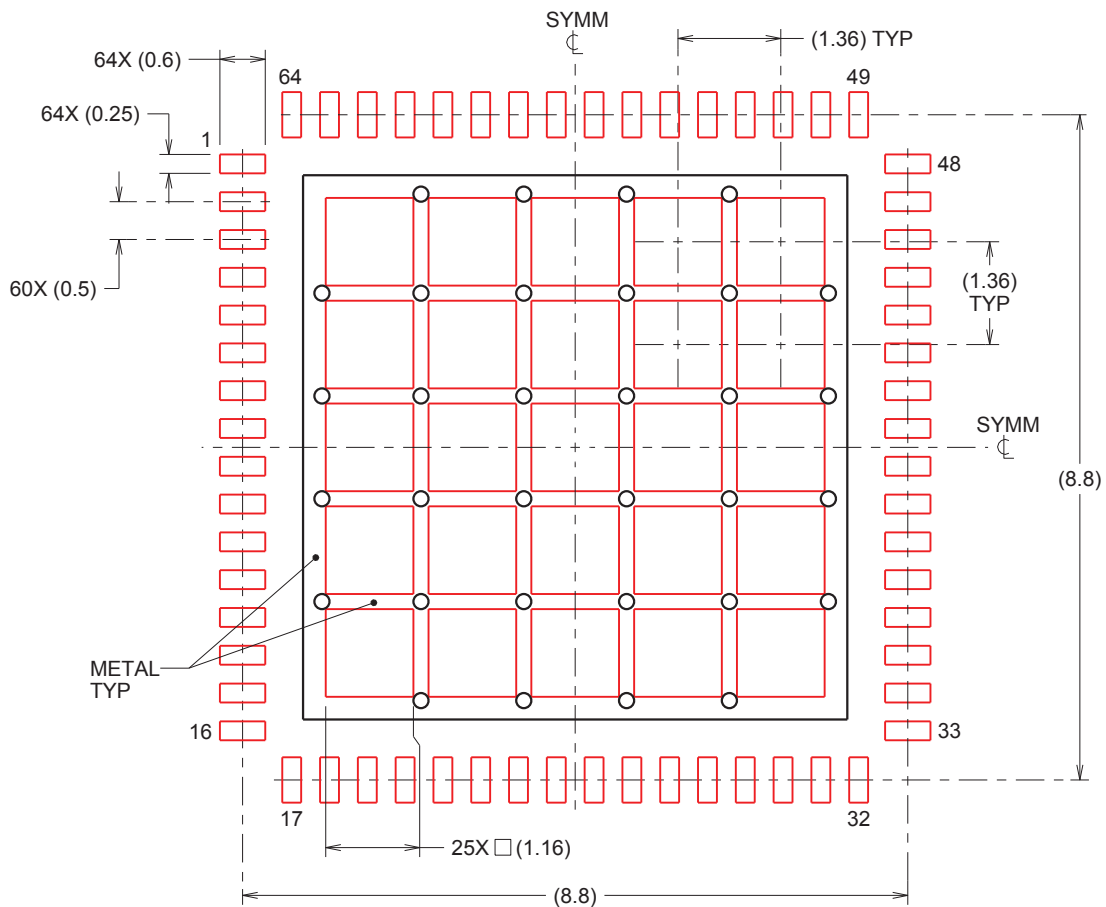 SYMM
℄
(1.36) TYP
64X (0.6)
64
49
64X (0.25)
1
48
60X (0.5)
(1.36)
TYP
SYMM
℄
(8.8)
METAL
TYP
16
33
17
32
25X □ (1.16)
(8.8)